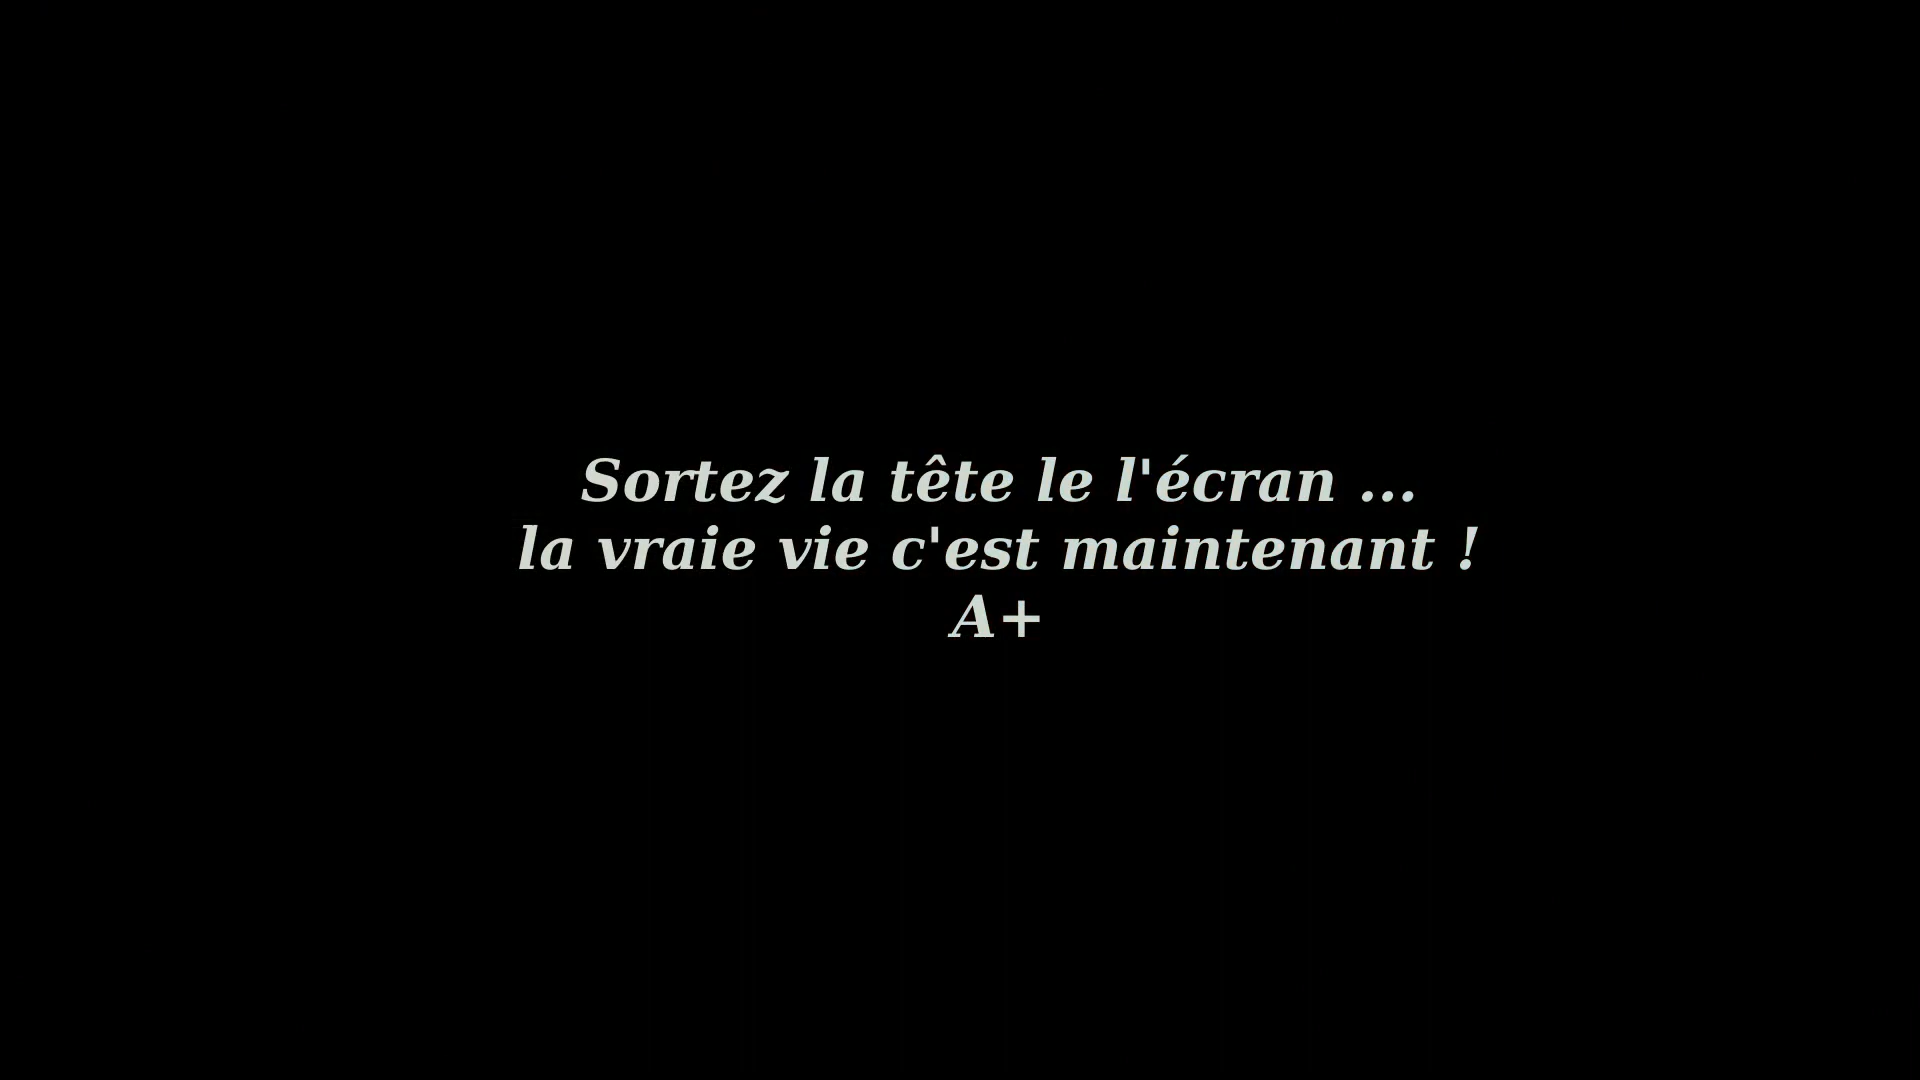 Sortez la tête le l'écran ...
la vraie vie c'est maintenant !
A+